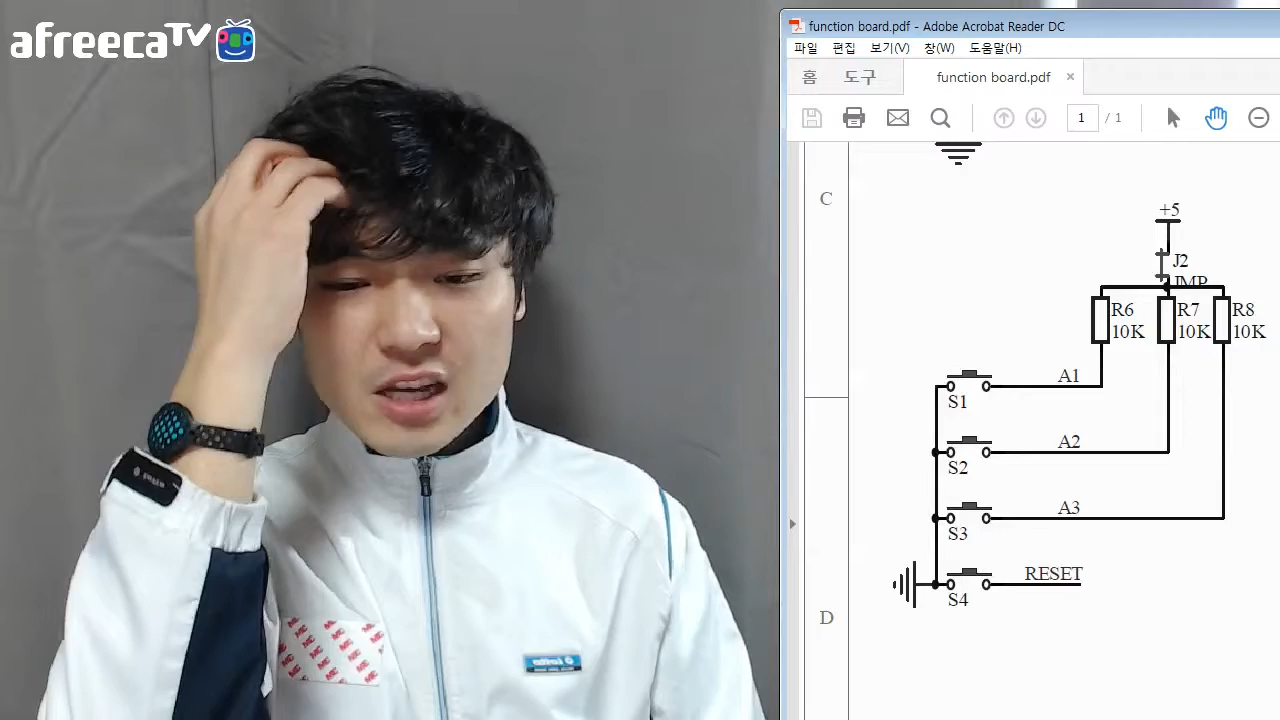 afreecaTV
function board.pdf - Adobe Acrobat Reader DC
파일 편집 보기(V) 창(W) 도움말(H)
홈 도구 function board.pdf ×
1 / 1
C
+5
J2
JMP
R6 R7 R8
10K 10K 10K
A1
S1
A2
S2
A3
S3
RESET
S4
D